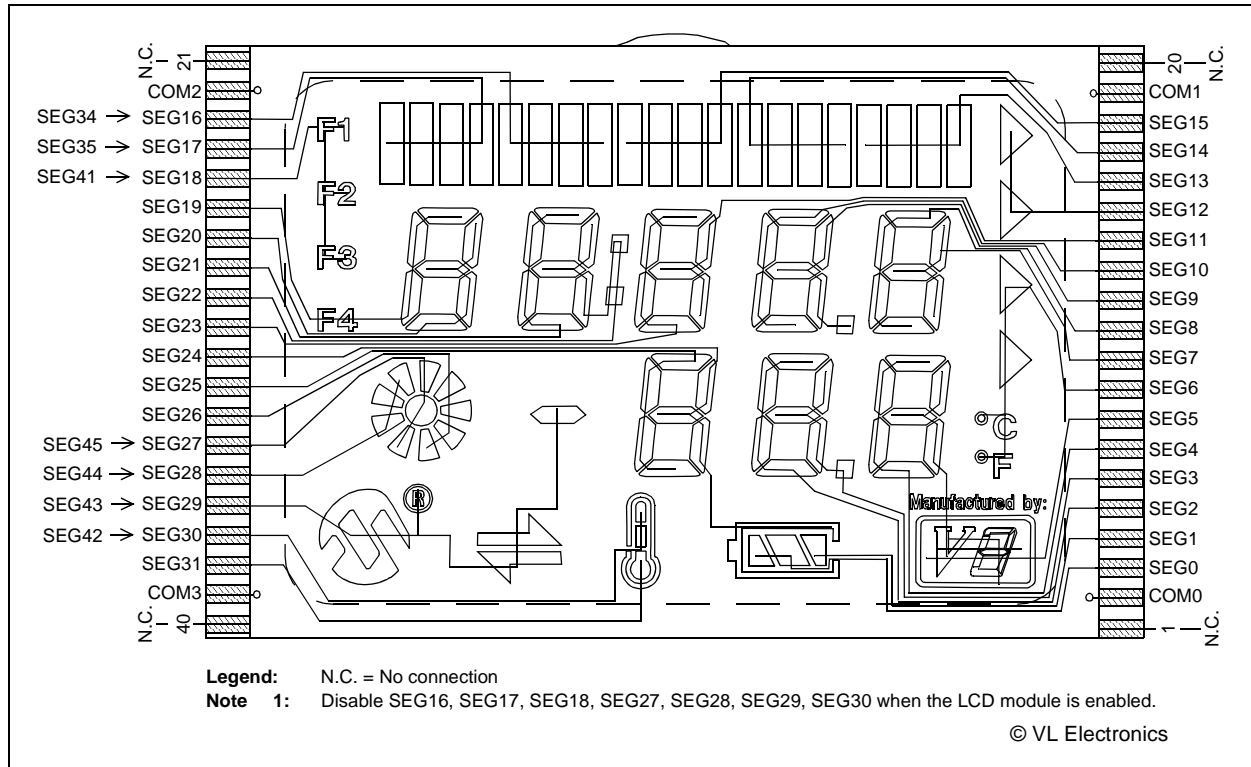 N.C.
21
COM2
SEG34 → SEG16
SEG35 → SEG17
SEG41 → SEG18
SEG19
SEG20
SEG21
SEG22
SEG23
SEG24
SEG25
SEG26
SEG45 → SEG27
SEG44 → SEG28
SEG43 → SEG29
SEG42 → SEG30
SEG31
COM3
N.C.
40
F1
F2
F3
F4
®
°C
°F
Manufactured by:
20
N.C.
COM1
SEG15
SEG14
SEG13
SEG12
SEG11
SEG10
SEG9
SEG8
SEG7
SEG6
SEG5
SEG4
SEG3
SEG2
SEG1
SEG0
COM0
1
N.C.
Legend: N.C. = No connection
Note 1: Disable SEG16, SEG17, SEG18, SEG27, SEG28, SEG29, SEG30 when the LCD module is enabled.
© VL Electronics